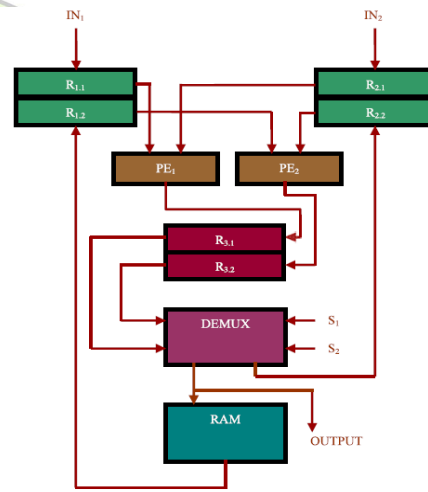 IN₁ IN₂
R₁.₁ R₂.₁
R₁.₂ R₂.₂
PE₁ PE₂
R₃.₁
R₃.₂
DEMUX S₁
S₂
RAM
OUTPUT